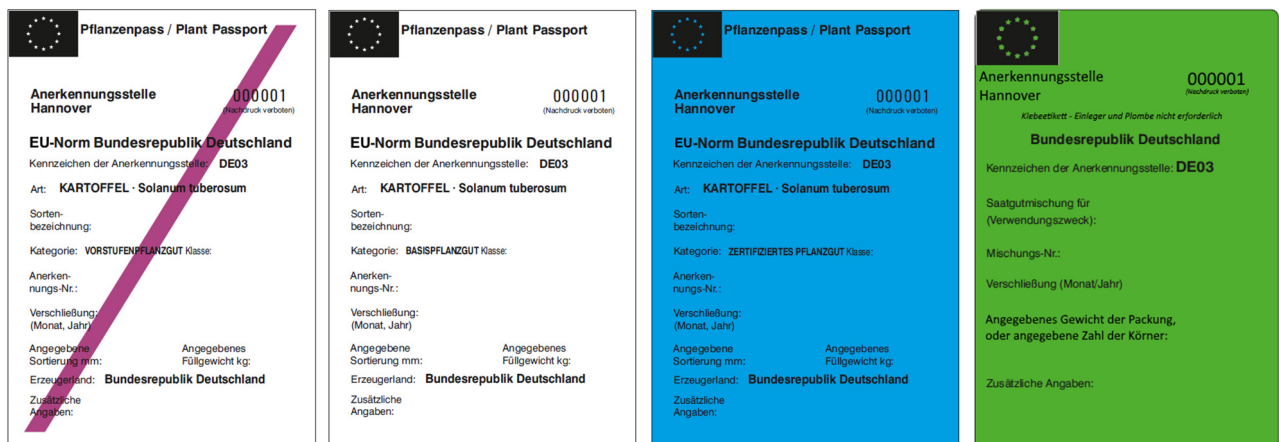 Pflanzenpass / Plant Passport
Anerkennungsstelle
Hannover
000001
(Nachdruck verboten)
EU-Norm Bundesrepublik Deutschland
Kennzeichen der Anerkennungsstelle: DE03
Art: KARTOFFEL · Solanum tuberosum
Sorten-
bezeichnung:
Kategorie: VORSTUFENPFLANZGUT Klasse:
Anerken-
nungs-Nr.:
Verschließung:
(Monat, Jahr)
Angegebene
Sortierung mm:
Angegebenes
Füllgewicht kg:
Erzeugerland: Bundesrepublik Deutschland
Zusätzliche
Angaben:
Pflanzenpass / Plant Passport
Anerkennungsstelle
Hannover
000001
(Nachdruck verboten)
EU-Norm Bundesrepublik Deutschland
Kennzeichen der Anerkennungsstelle: DE03
Art: KARTOFFEL · Solanum tuberosum
Sorten-
bezeichnung:
Kategorie: BASISPFLANZGUT Klasse:
Anerken-
nungs-Nr.:
Verschließung:
(Monat, Jahr)
Angegebene
Sortierung mm:
Angegebenes
Füllgewicht kg:
Erzeugerland: Bundesrepublik Deutschland
Zusätzliche
Angaben:
Pflanzenpass / Plant Passport
Anerkennungsstelle
Hannover
000001
(Nachdruck verboten)
EU-Norm Bundesrepublik Deutschland
Kennzeichen der Anerkennungsstelle: DE03
Art: KARTOFFEL · Solanum tuberosum
Sorten-
bezeichnung:
Kategorie: ZERTIFIZIERTES PFLANZGUT Klasse:
Anerken-
nungs-Nr.:
Verschließung:
(Monat, Jahr)
Angegebene
Sortierung mm:
Angegebenes
Füllgewicht kg:
Erzeugerland: Bundesrepublik Deutschland
Zusätzliche
Angaben:
Anerkennungsstelle
Hannover
000001
(Nachdruck verboten)
Klebeetikett - Einleger und Plombe nicht erforderlich
Bundesrepublik Deutschland
Kennzeichen der Anerkennungsstelle: DE03
Saatgutmischung für
(Verwendungszweck):
Mischungs-Nr.:
Verschließung (Monat/Jahr)
Angegebenes Gewicht der Packung,
oder angegebene Zahl der Körner:
Zusätzliche Angaben: